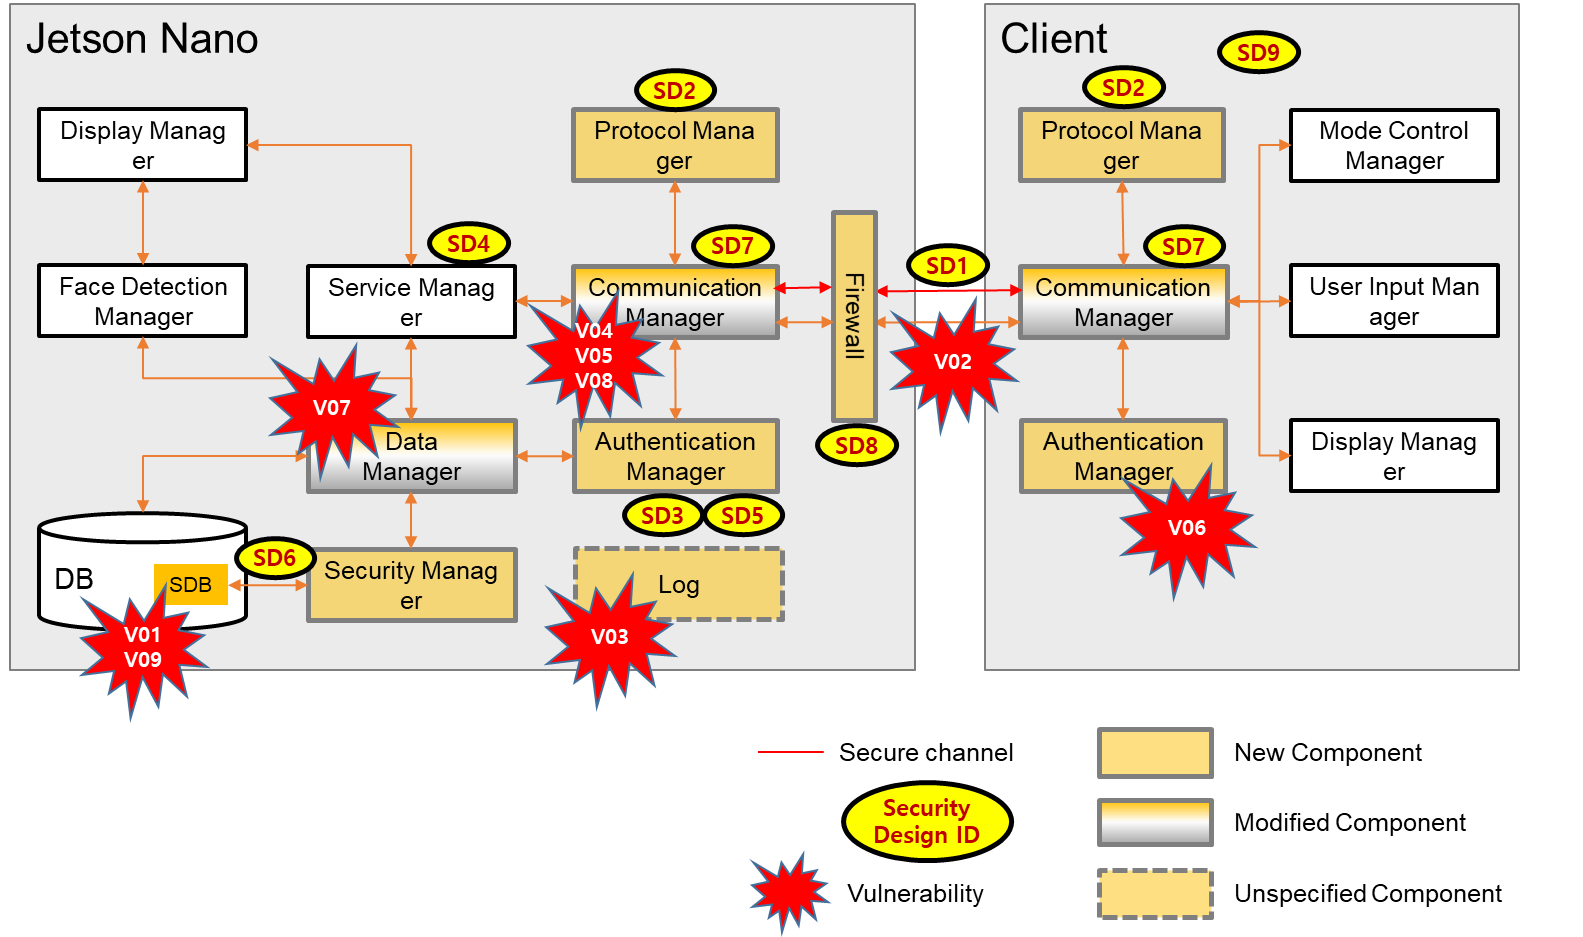 Jetson Nano
SD2
Display Manag
er
Protocol Mana
ger
SD4
SD7
Face Detection
Manager
Service Manag
er
Communication
Manager
Firewall
V04
V05
V08
V07
Data
Manager
Authentication
Manager
SD8
SD3
SD5
SD6
DB
SDB
Security Manag
er
Log
V01
V09
V03
SD1
V02
Client
SD9
SD2
Protocol Mana
ger
Mode Control
Manager
SD7
Communication
Manager
User Input Man
ager
Authentication
Manager
Display Manag
er
V06
Secure channel
New Component
Security
Design ID
Modified Component
Vulnerability
Unspecified Component